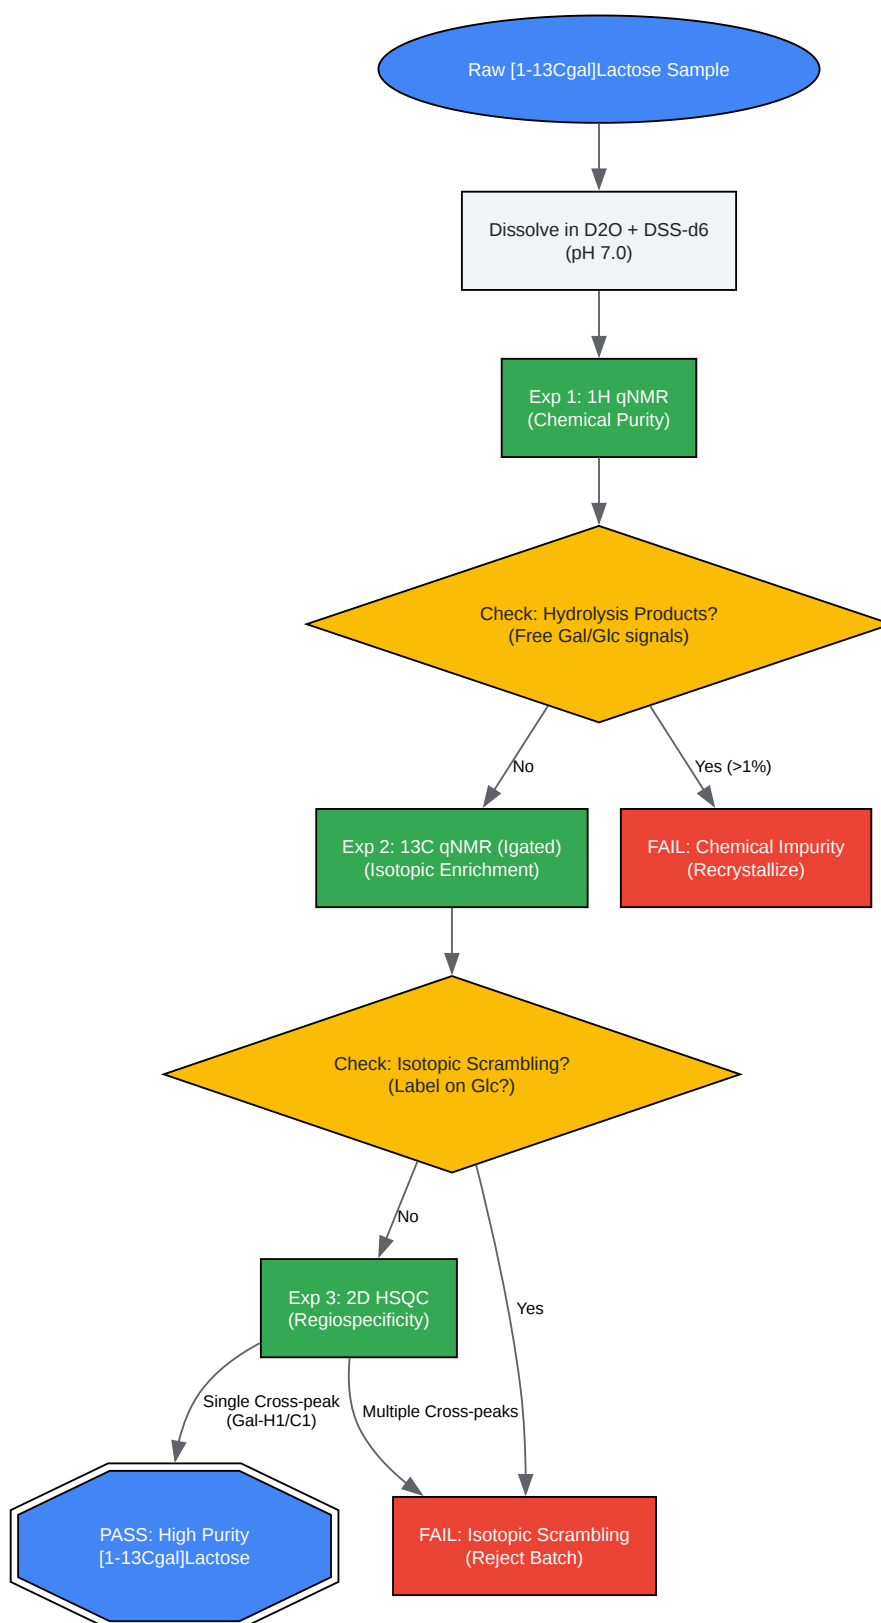 Raw [1-13Cgal]Lactose Sample
Dissolve in D2O + DSS-d6
(pH 7.0)
Exp 1: 1H qNMR
(Chemical Purity)
Check: Hydrolysis Products?
(Free Gal/Glc signals)
No
Yes (>1%)
Exp 2: 13C qNMR (Igated)
(Isotopic Enrichment)
FAIL: Chemical Impurity
(Recrystallize)
Check: Isotopic Scrambling?
(Label on Glc?)
No
Exp 3: 2D HSQC
(Regiospecificity)
Yes
Single Cross-peak
(Gal-H1/C1)
Multiple Cross-peaks
PASS: High Purity
[1-13Cgal]Lactose
FAIL: Isotopic Scrambling
(Reject Batch)